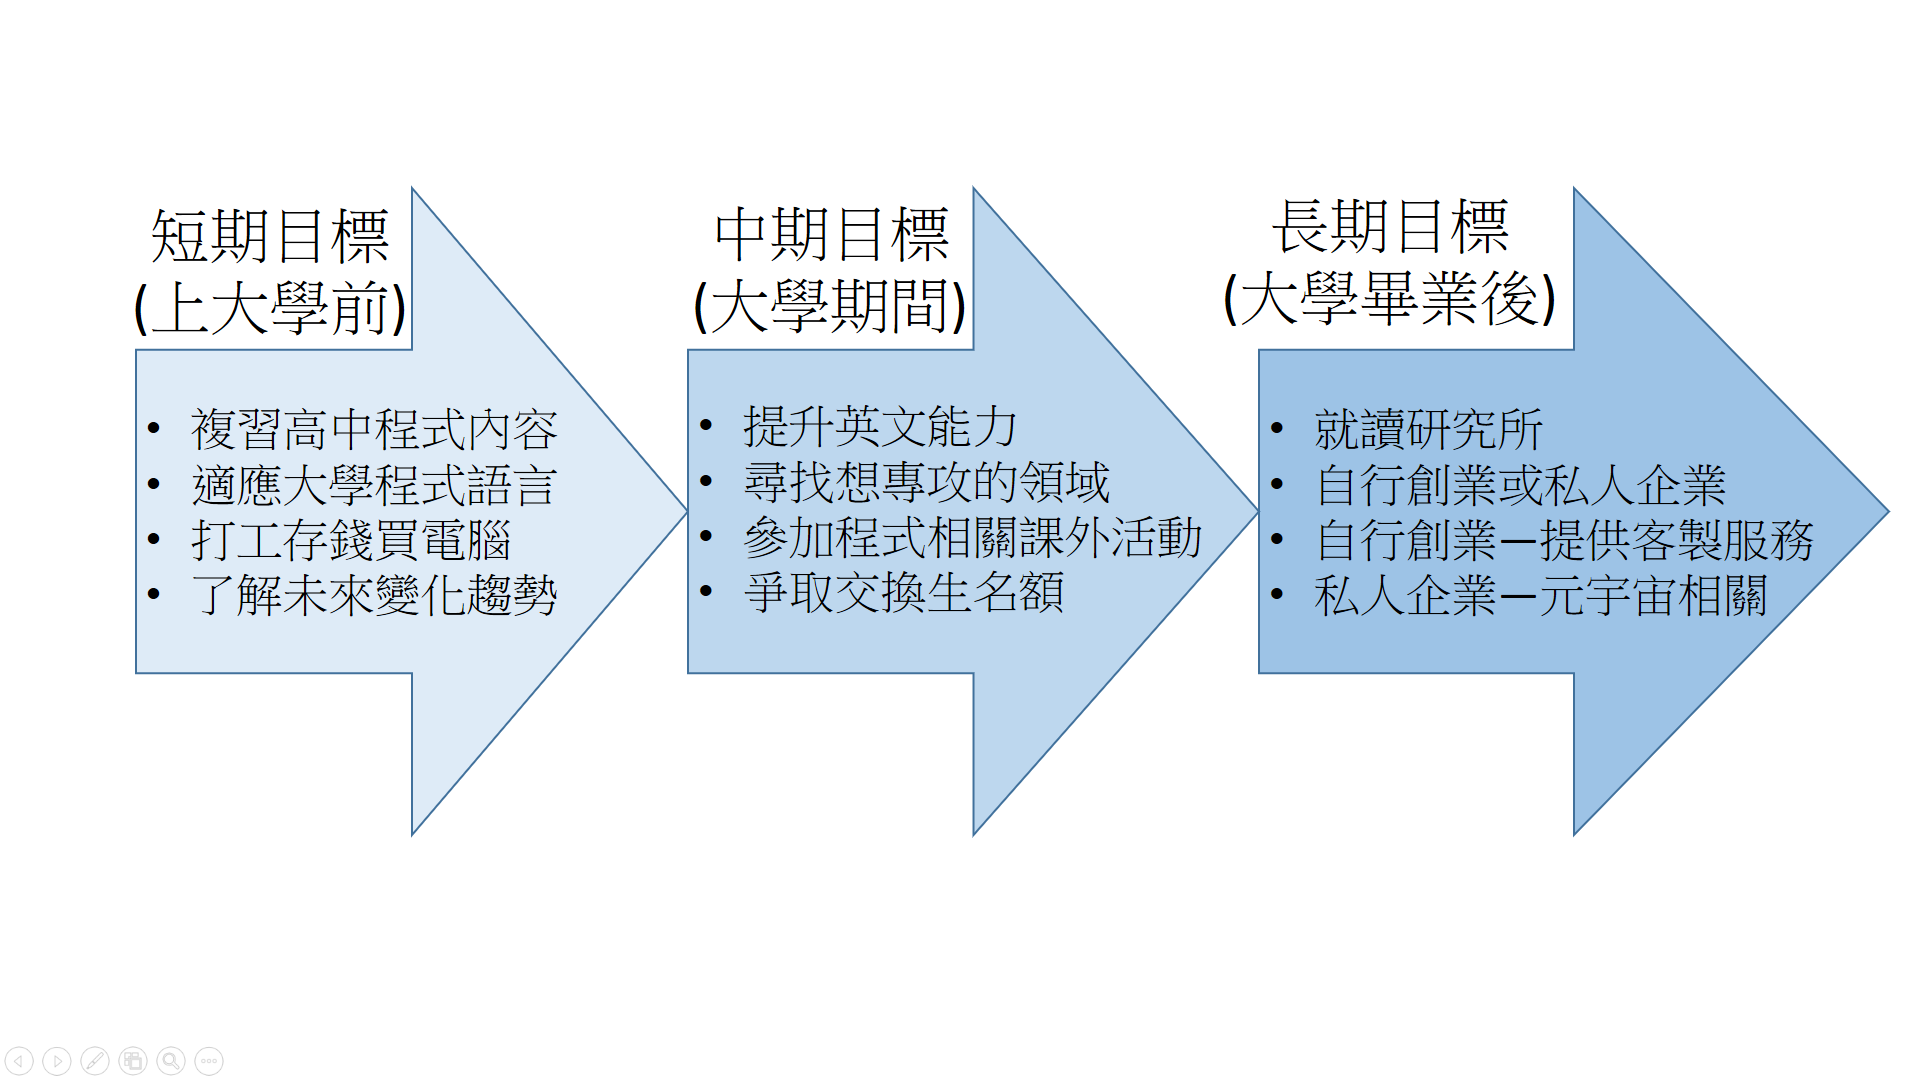 短期目標
(上大學前)
• 複習高中程式內容
• 適應大學程式語言
• 打工存錢買電腦
• 了解未來變化趨勢
中期目標
(大學期間)
• 提升英文能力
• 尋找想專攻的領域
• 參加程式相關課外活動
• 爭取交換生名額
長期目標
(大學畢業後)
• 就讀研究所
• 自行創業或私人企業
• 自行創業—提供客製服務
• 私人企業—元宇宙相關